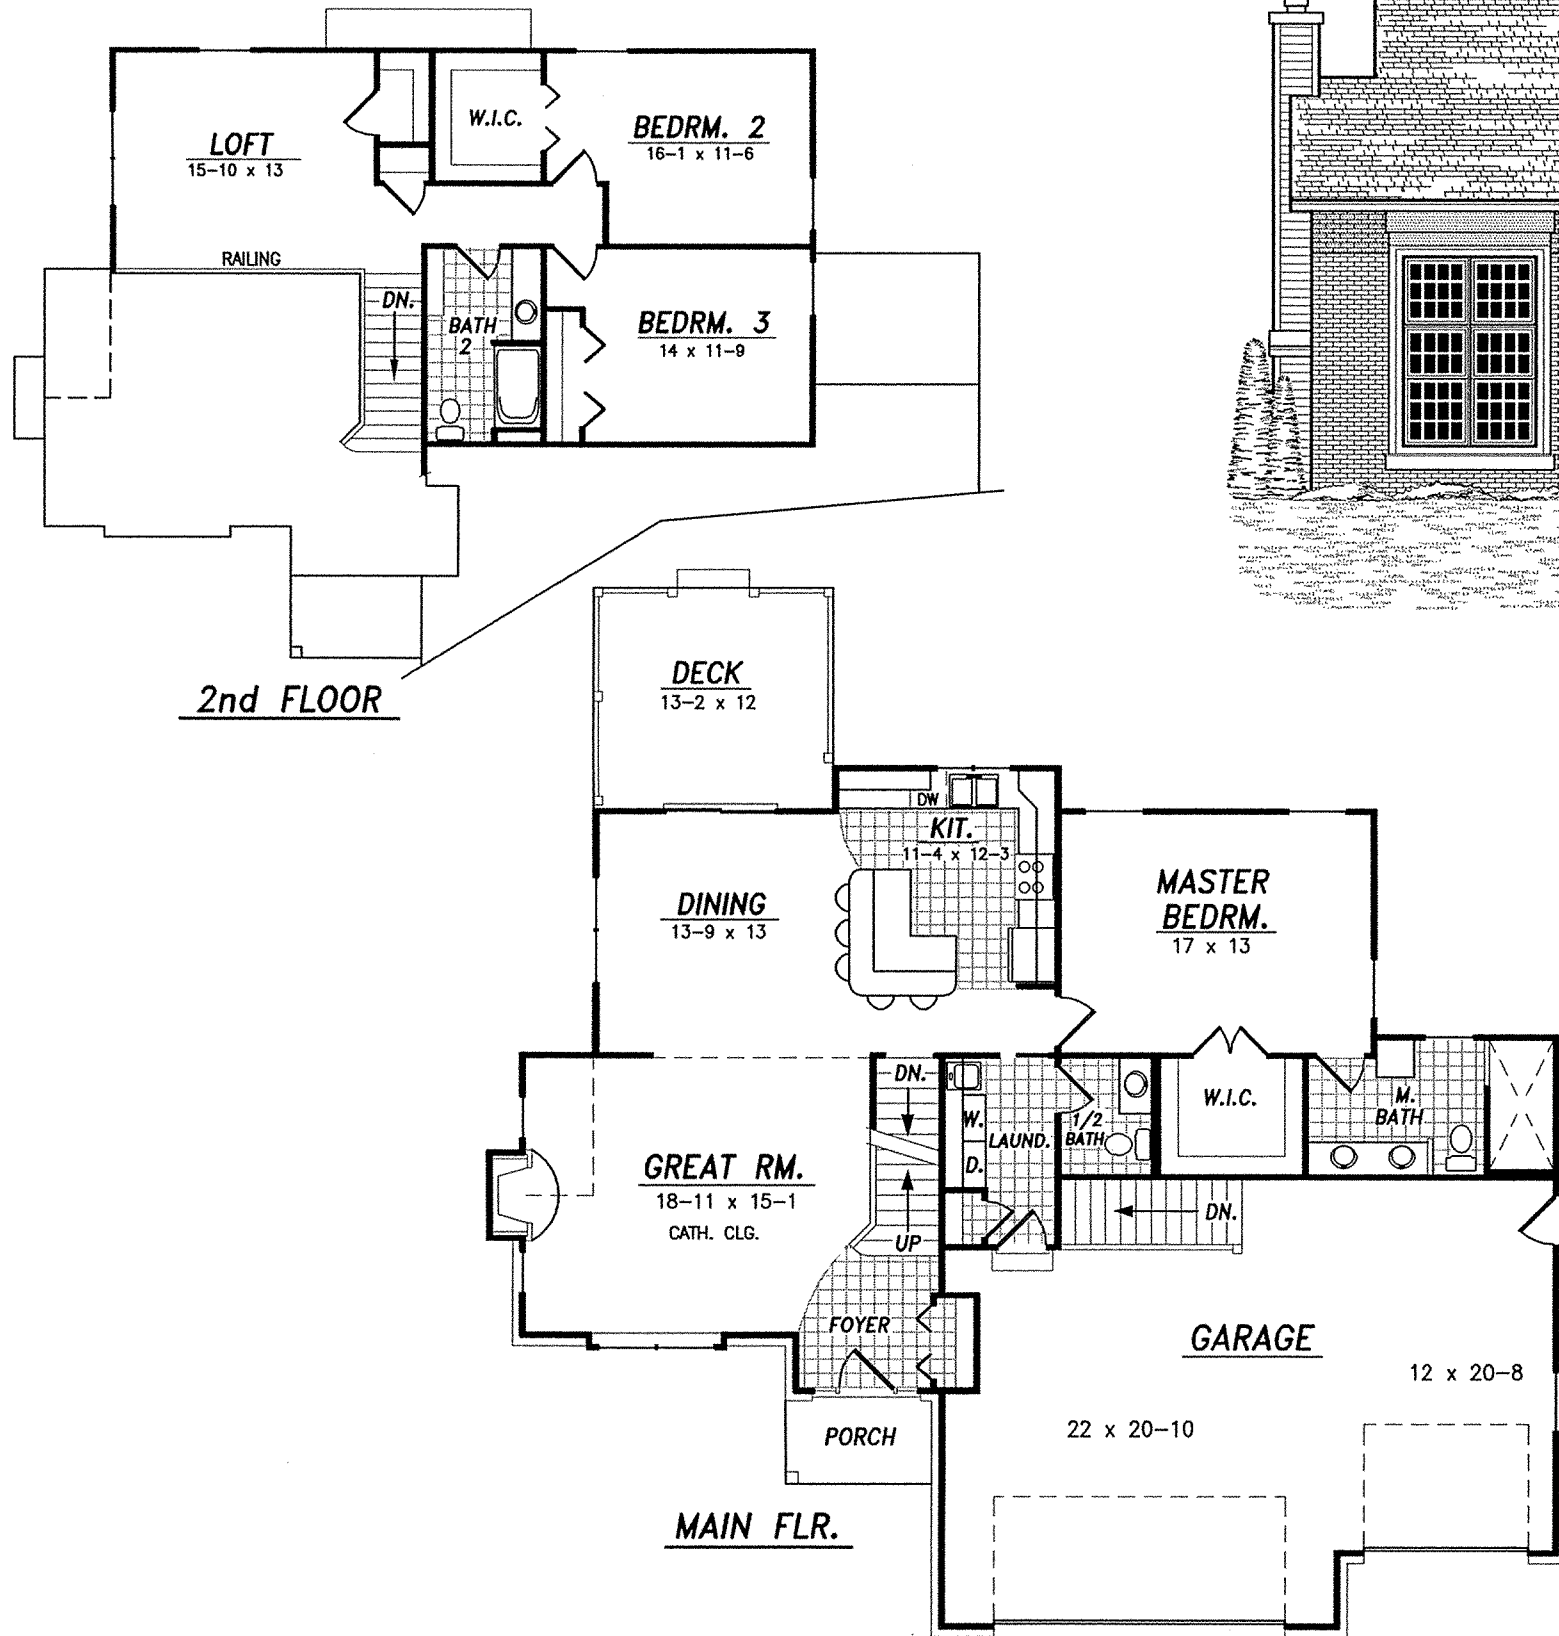 LOFT
15-10 x 13
W.I.C.
BEDRM. 2
16-1 x 11-6
RAILING
DN.
BATH
2
BEDRM. 3
14 x 11-9
2nd FLOOR
DECK
13-2 x 12
DW
KIT.
11-4 x 12-3
DINING
13-9 x 13
MASTER
BEDRM.
17 x 13
DN.
W.
D.
LAUND.
1/2
BATH
W.I.C.
M.
BATH
GREAT RM.
18-11 x 15-1
CATH. CLG.
UP
DN.
FOYER
GARAGE
12 x 20-8
22 x 20-10
PORCH
MAIN FLR.